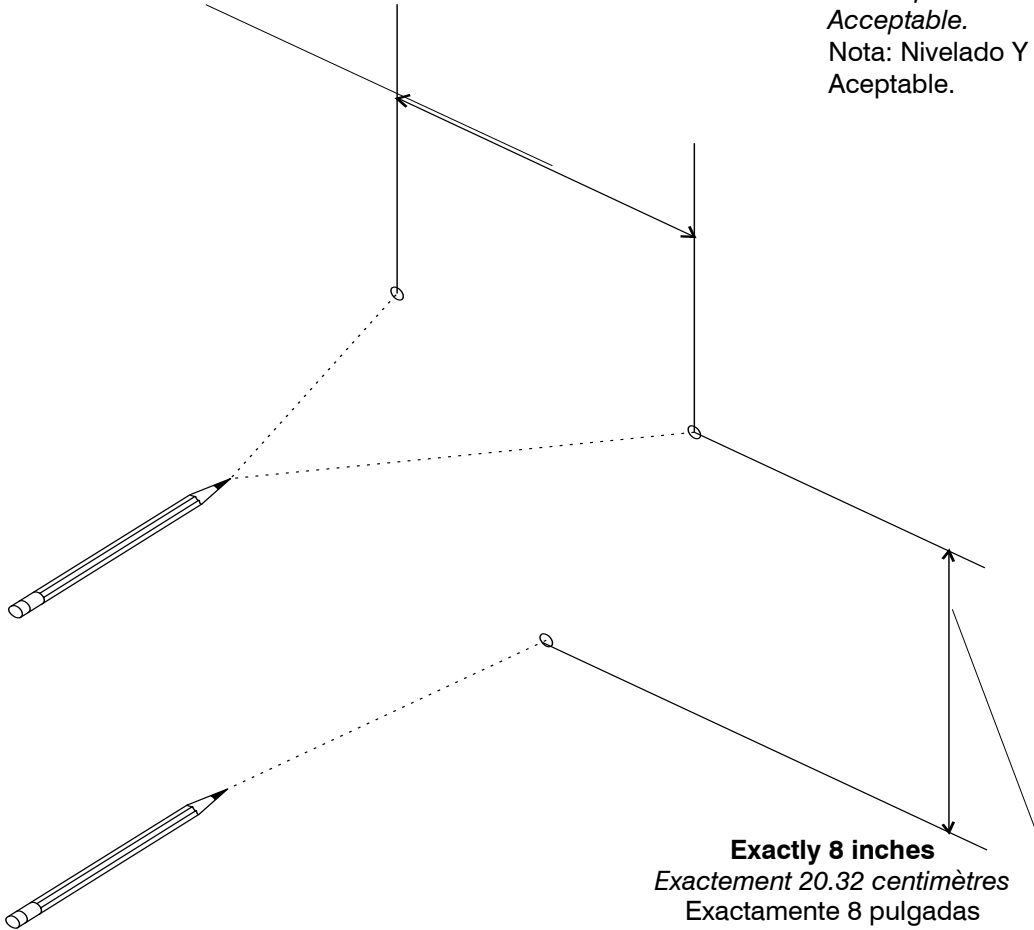 Acceptable.
Nota: Nivelado Y
Aceptable.
Exactly 8 inches
Exactement 20.32 centimètres
Exactamente 8 pulgadas